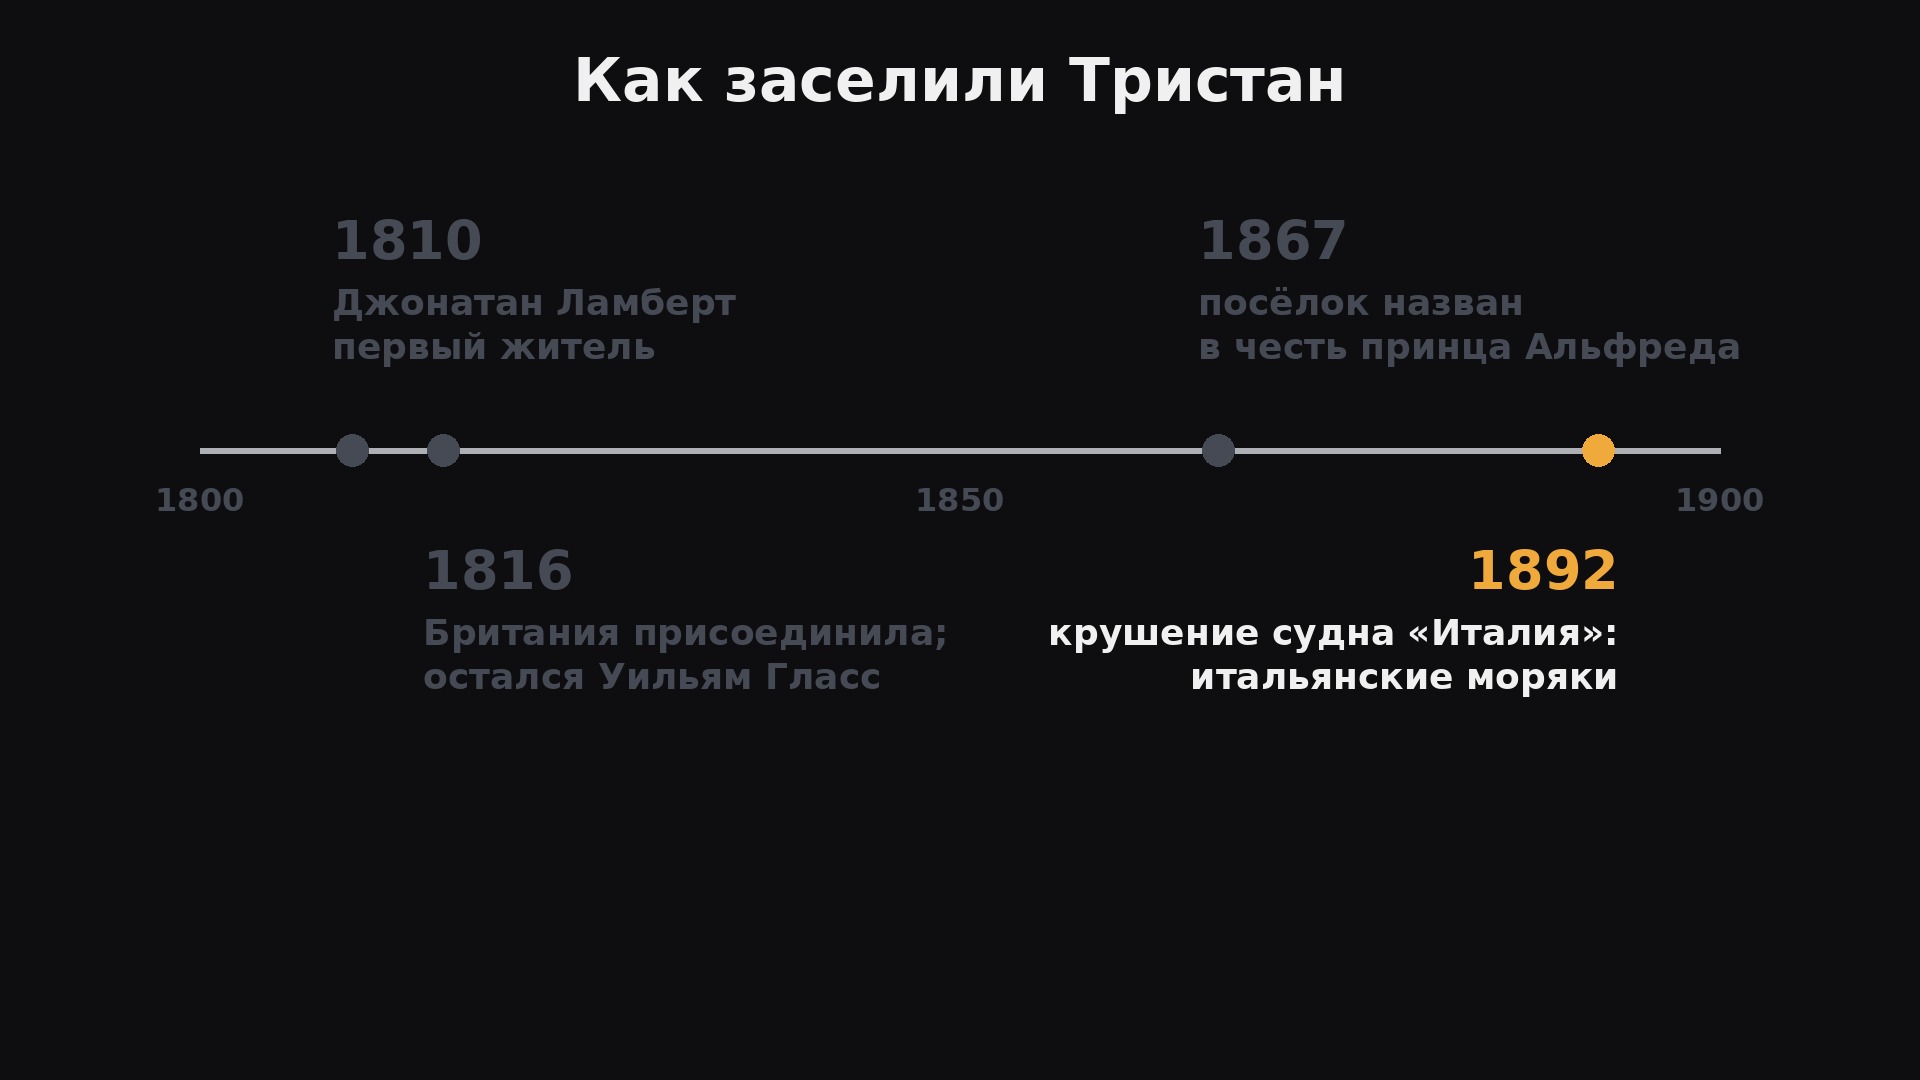 Как заселили Тристан
1810
Джонатан Ламберт
первый житель
1867
посёлок назван
в честь принца Альфреда
1800
1850
1900
1816
Британия присоединила;
остался Уильям Гласс
1892
крушение судна «Италия»:
итальянские моряки